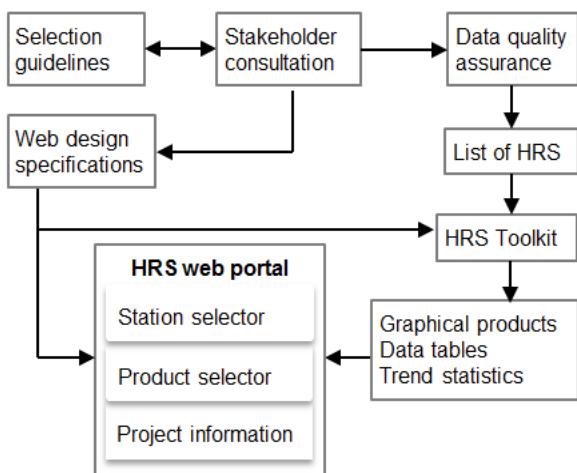 Selection
guidelines
Stakeholder
consultation
Data quality
assurance
Web design
specifications
List of HRS
HRS Toolkit
HRS web portal
Station selector
Product selector
Project information
Graphical products
Data tables
Trend statistics